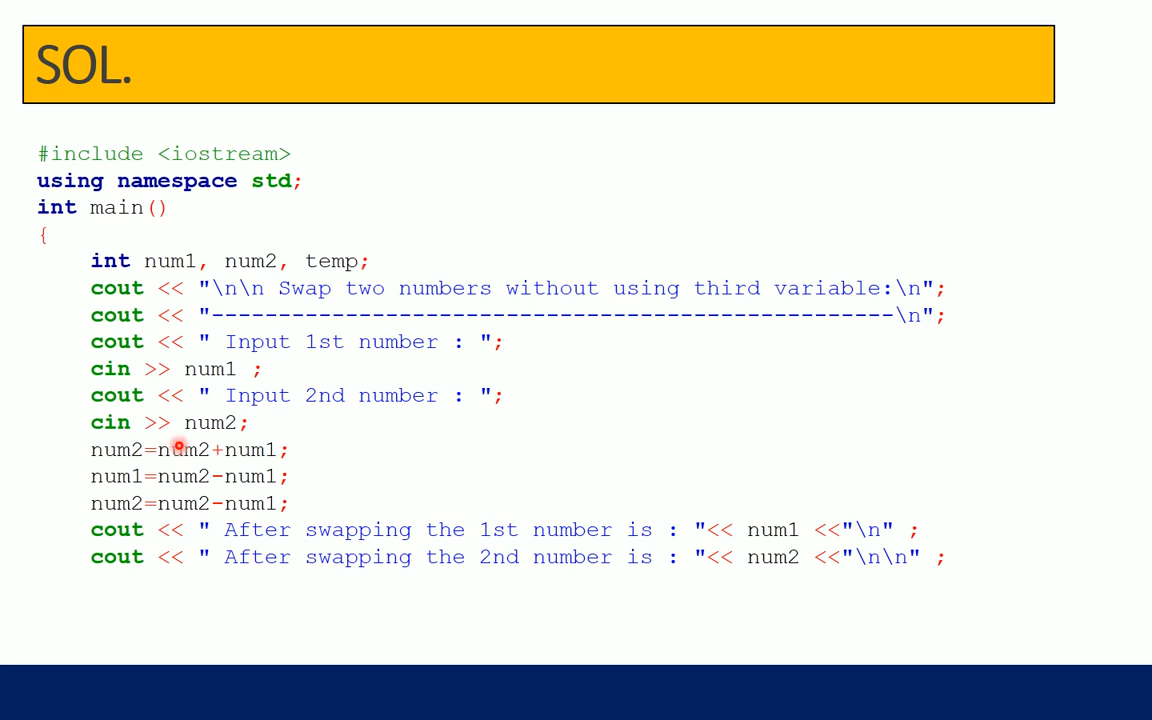 SOL.
#include <iostream>
using namespace std;
int main()
{
int num1, num2, temp;
cout << "\n\n Swap two numbers without using third variable:\n";
cout << "---------------------------------------------------\n";
cout << " Input 1st number : ";
cin >> num1 ;
cout << " Input 2nd number : ";
cin >> num2;
num2=num2+num1;
num1=num2-num1;
num2=num2-num1;
cout << " After swapping the 1st number is : "<< num1 <<"\n" ;
cout << " After swapping the 2nd number is : "<< num2 <<"\n\n" ;